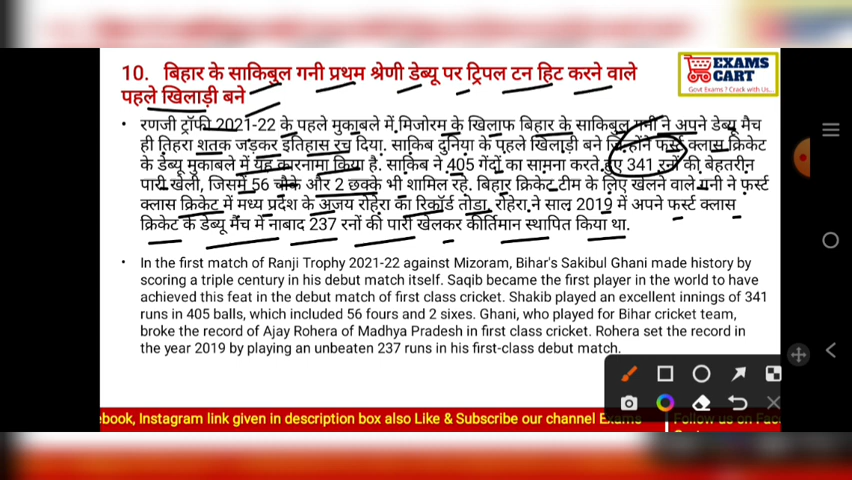 10. बिहार के साकिबुल गनी प्रथम श्रेणी डेब्यू पर ट्रिपल टन हिट करने वाले
पहले खिलाड़ी बने
EXAMS
CART
Govt Exams ? Crack with Us...
• रणजी ट्रॉफी 2021-22 के पहले मुकाबले में मिजोरम के खिलाफ बिहार के साकिबुल गनी ने अपने डेब्यू मैच
ही तिहरा शतक जड़कर इतिहास रच दिया. साकिब दुनिया के पहले खिलाड़ी बने जिन्होंने फर्स्ट क्लास क्रिकेट
के डेब्यू मुकाबले में यह कारनामा किया है. साकिब ने 405 गेंदों का सामना करते हुए 341 रनों की बेहतरीन
पारी खेली, जिसमें 56 चौके और 2 छक्के भी शामिल रहे. बिहार क्रिकेट टीम के लिए खेलने वाले गनी ने फर्स्ट
क्लास क्रिकेट में मध्य प्रदेश के अजय रोहेरा का रिकॉर्ड तोड़ा. रोहेरा ने साल 2019 में अपने फर्स्ट क्लास
क्रिकेट के डेब्यू मैच में नाबाद 237 रनों की पारी खेलकर कीर्तिमान स्थापित किया था.
• In the first match of Ranji Trophy 2021-22 against Mizoram, Bihar's Sakibul Ghani made history by
scoring a triple century in his debut match itself. Saqib became the first player in the world to have
achieved this feat in the debut match of first class cricket. Shakib played an excellent innings of 341
runs in 405 balls, which included 56 fours and 2 sixes. Ghani, who played for Bihar cricket team,
broke the record of Ajay Rohera of Madhya Pradesh in first class cricket. Rohera set the record in
the year 2019 by playing an unbeaten 237 runs in his first-class debut match.
ebook, Instagram link given in description box also Like & Subscribe our channel Exams
Follow us on Fac